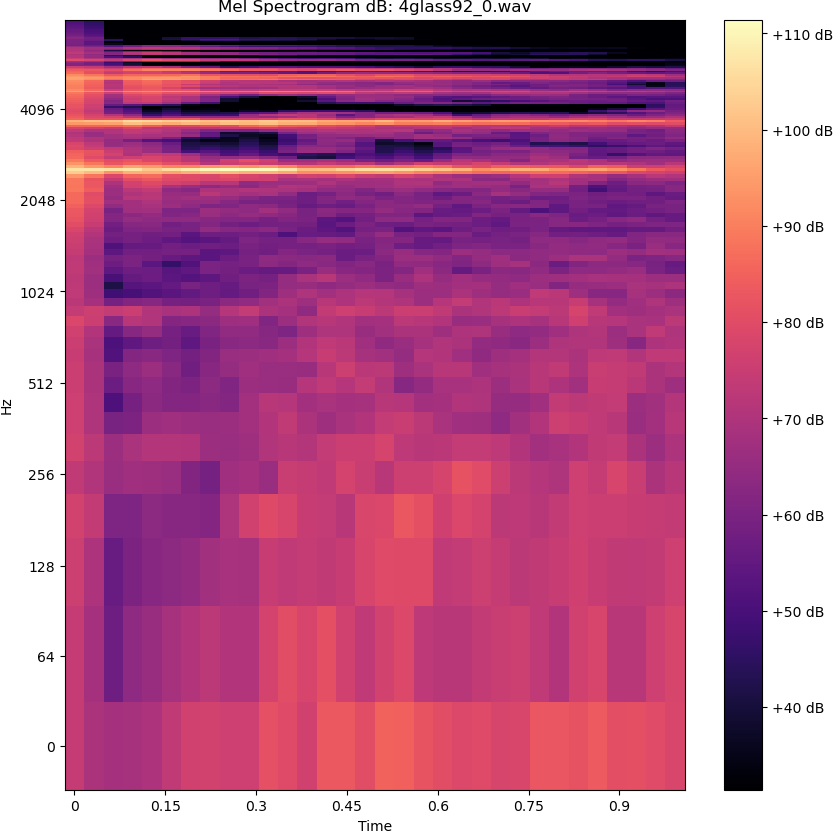 Mel Spectrogram dB: 4glass92_0.wav
+110 dB
4096
+100 dB
+90 dB
2048
1024
+80 dB
512
Hz
+70 dB
256
+60 dB
128
+50 dB
64
+40 dB
0
0 0.15 0.3 0.45 0.6 0.75 0.9
Time